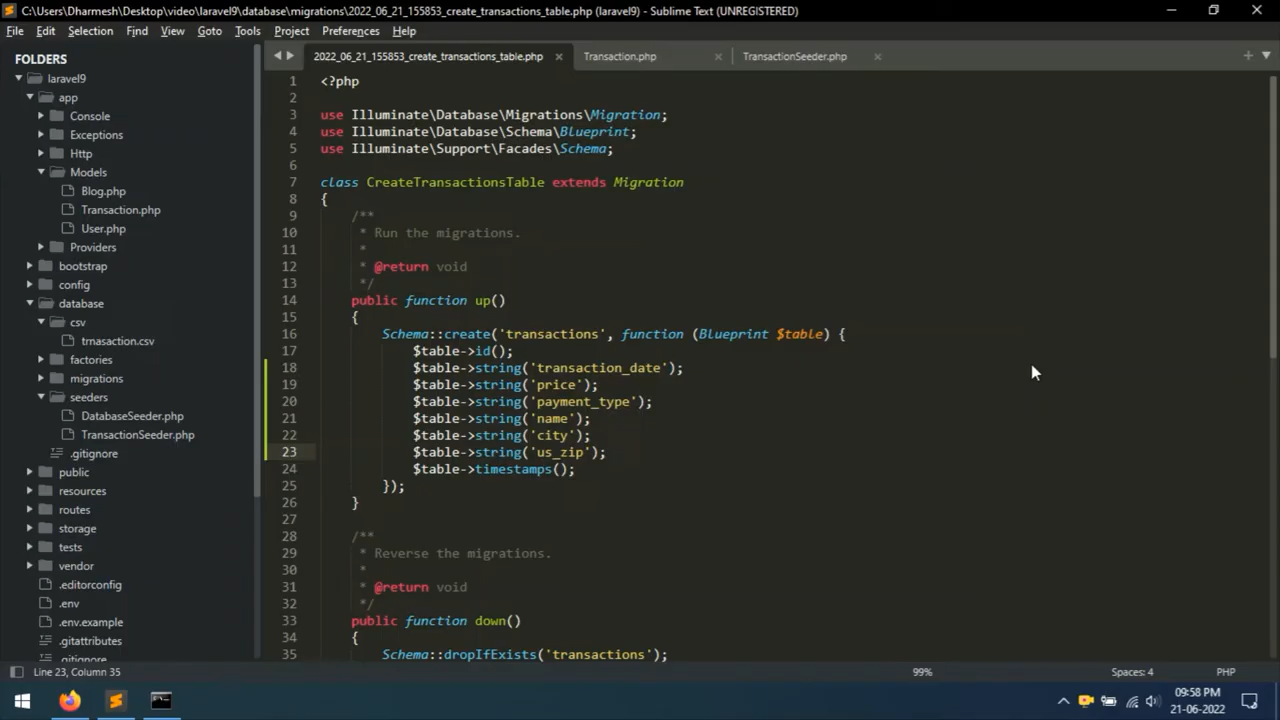 C:\Users\Dharmesh\Desktop\video\laravel9\database\migrations\2022_06_21_155853_create_transactions_table.php (laravel9) - Sublime Text (UNREGISTERED)
File Edit Selection Find View Goto Tools Project Preferences Help
FOLDERS
laravel9
app
Console
Exceptions
Http
Models
Blog.php
Transaction.php
User.php
Providers
bootstrap
config
database
csv
trnasaction.csv
factories
migrations
seeders
DatabaseSeeder.php
TransactionSeeder.php
.gitignore
public
resources
routes
storage
tests
vendor
.editorconfig
.env
.env.example
.gitattributes
.gitignore
2022_06_21_155853_create_transactions_table.php × Transaction.php × TransactionSeeder.php ×
1 <?php
2
3 use Illuminate\Database\Migrations\Migration;
4 use Illuminate\Database\Schema\Blueprint;
5 use Illuminate\Support\Facades\Schema;
6
7 class CreateTransactionsTable extends Migration
8 {
9 /**
10 * Run the migrations.
11 *
12 * @return void
13 */
14 public function up()
15 {
16 Schema::create('transactions', function (Blueprint $table) {
17 $table->id();
18 $table->string('transaction_date');
19 $table->string('price');
20 $table->string('payment_type');
21 $table->string('name');
22 $table->string('city');
23 $table->string('us_zip');
24 $table->timestamps();
25 });
26 }
27
28 /**
29 * Reverse the migrations.
30 *
31 * @return void
32 */
33 public function down()
34 {
35 Schema::dropIfExists('transactions');
Line 23, Column 35 99% Spaces: 4 PHP
09:58 PM
21-06-2022